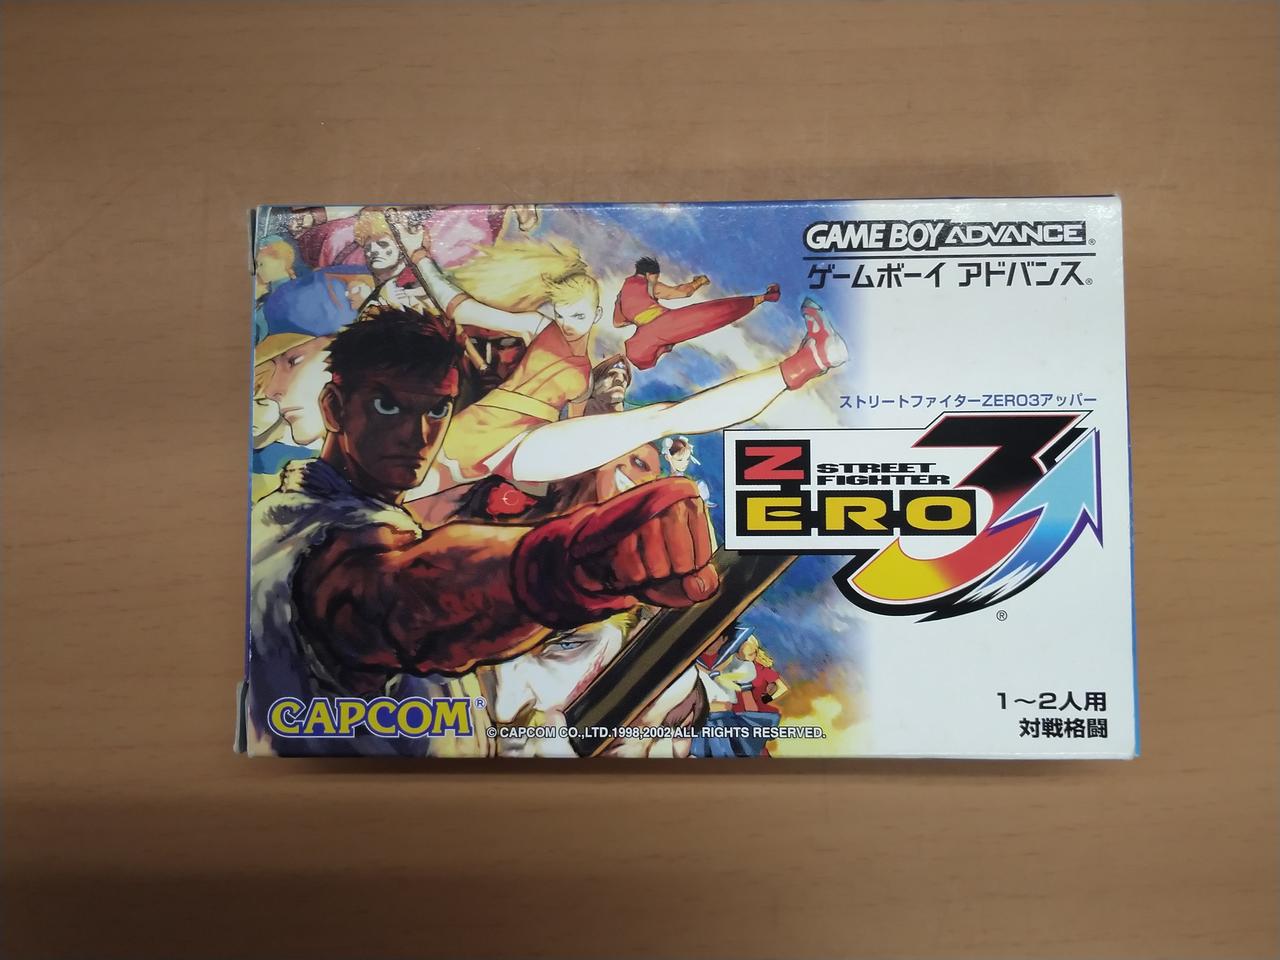 GAME BOY ADVANCE®
ゲームボーイ アドバンス®
ストリートファイターZERO3アッパー
STREET
FIGHTER
ZERO 3
®
1〜2人用
対戦格闘
CAPCOM®
© CAPCOM CO.,LTD.1998,2002 ALL RIGHTS RESERVED.